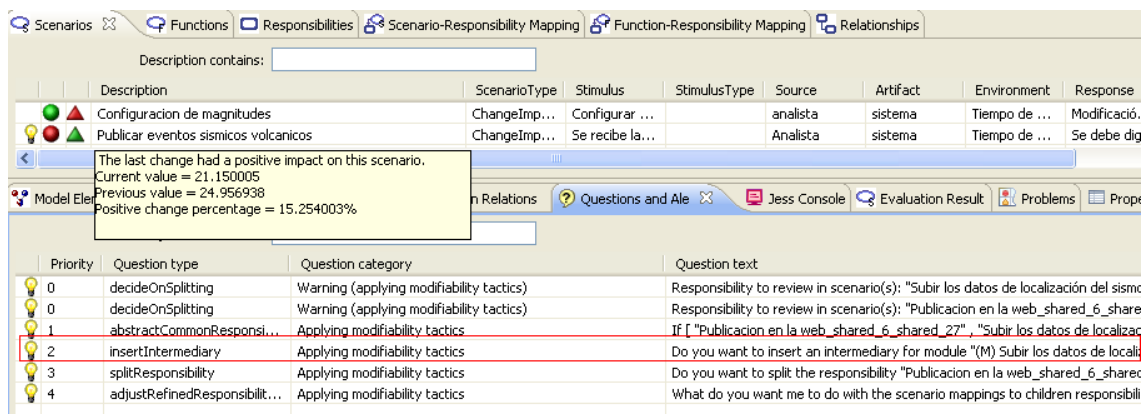 Scenarios Functions Responsibilities Scenario-Responsibility Mapping Function-Responsibility Mapping Relationships
Description contains:
Description ScenarioType Stimulus StimulusType Source Artifact Environment Response
Configuracion de magnitudes ChangeImp... Configurar ... analista sistema Tiempo de ... Modificació.
Publicar eventos sismicos volcanicos ChangeImp... Se recibe la... Analista sistema Tiempo de ... Se debe dig
The last change had a positive impact on this scenario.
Current value = 21.150005
Previous value = 24.956938
Positive change percentage = 15.254003%
Model Eler n Relations Questions and Ale Jess Console Evaluation Result Problems Prope
Priority Question type Question category Question text
0 decideOnSplitting Warning (applying modifiability tactics) Responsibility to review in scenario(s): "Subir los datos de localización del sismo
0 decideOnSplitting Warning (applying modifiability tactics) Responsibility to review in scenario(s): "Publicacion en la web_shared_6_share
1 abstractCommonResponsi... Applying modifiability tactics If [ "Publicacion en la web_shared_6_shared_27" , "Subir los datos de localizac
2 insertIntermediary Applying modifiability tactics Do you want to insert an intermediary for module "(M) Subir los datos de locali
3 splitResponsibility Applying modifiability tactics Do you want to split the responsibility "Publicacion en la web_shared_6_shared
4 adjustRefinedResponsibilit... Applying modifiability tactics What do you want me to do with the scenario mappings to children responsibili